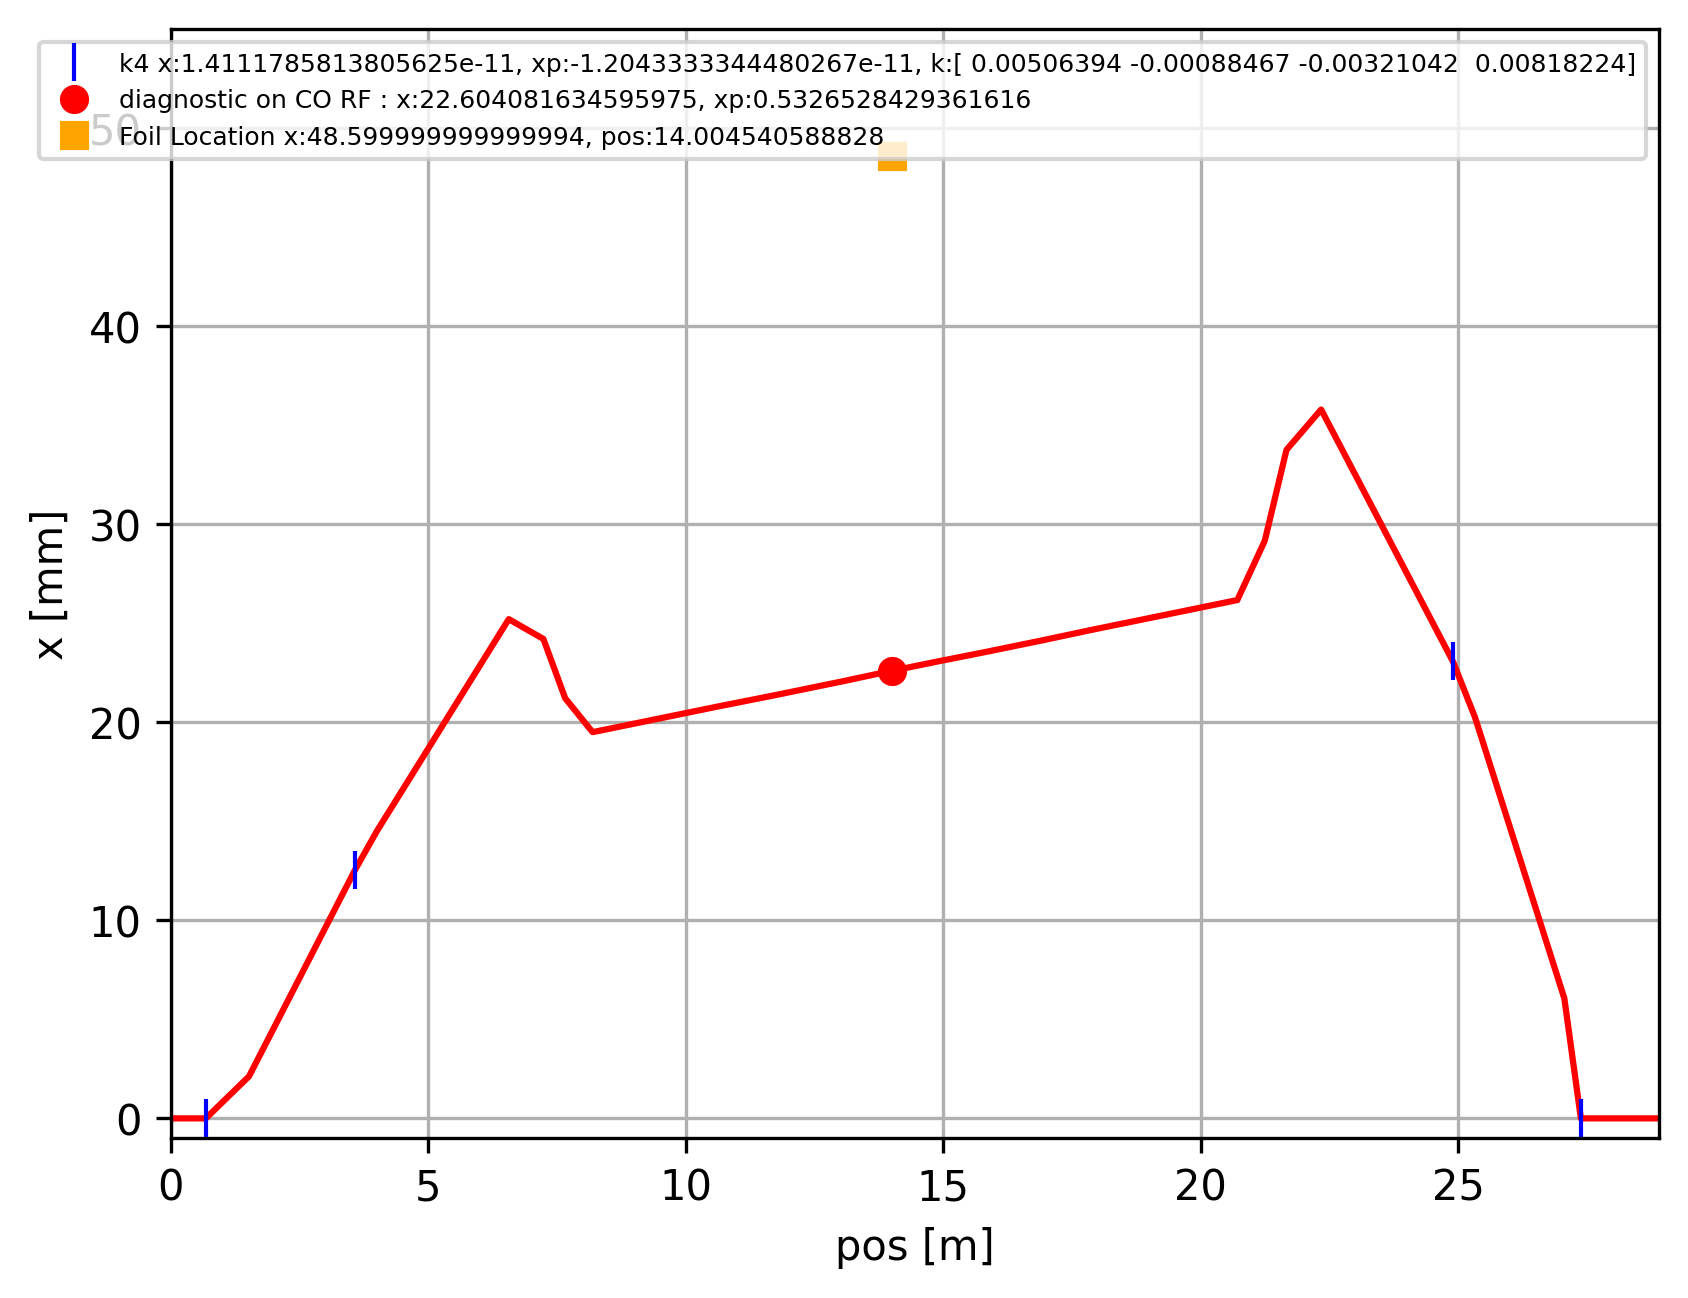 k4 x:1.4111785813805625e-11, xp:-1.2043333344480267e-11, k:[ 0.00506394 -0.00088467 -0.00321042  0.00818224]
diagnostic on CO RF : x:22.604081634595975, xp:0.5326528429361616
Foil Location x:48.599999999999994, pos:14.004540588828
50
40
30
20
10
0
x [mm]
0 5 10 15 20 25
pos [m]